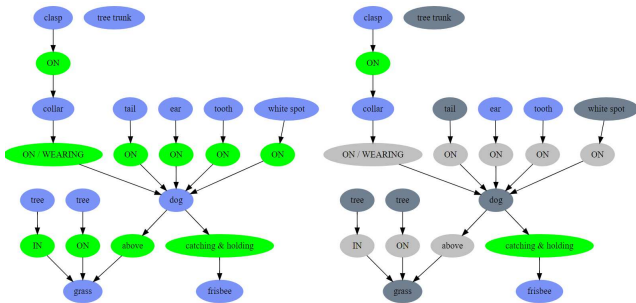 clasp tree trunk clasp tree trunk
ON ON
collar tail ear tooth white spot collar tail ear tooth white spot
ON / WEARING ON ON ON ON ON / WEARING ON ON ON ON
tree tree dog tree tree dog
IN ON above catching & holding IN ON above catching & holding
grass frisbee grass frisbee